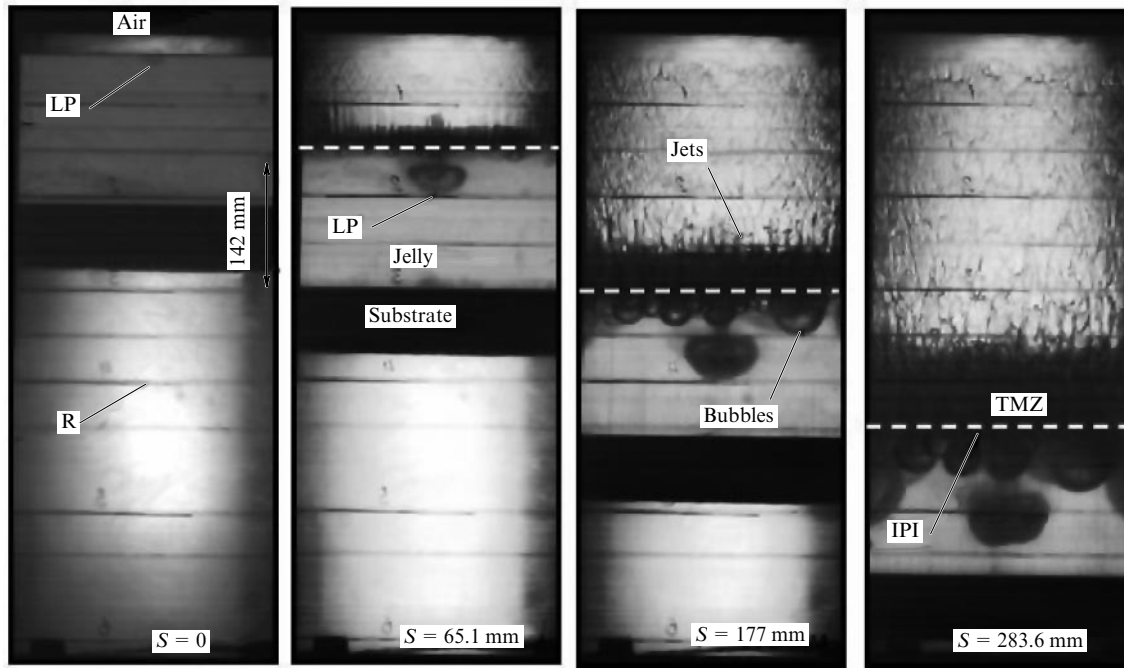 Air
LP
142 mm
R
S = 0
LP
Jelly
Substrate
S = 65.1 mm
Jets
Bubbles
S = 177 mm
TMZ
IPI
S = 283.6 mm